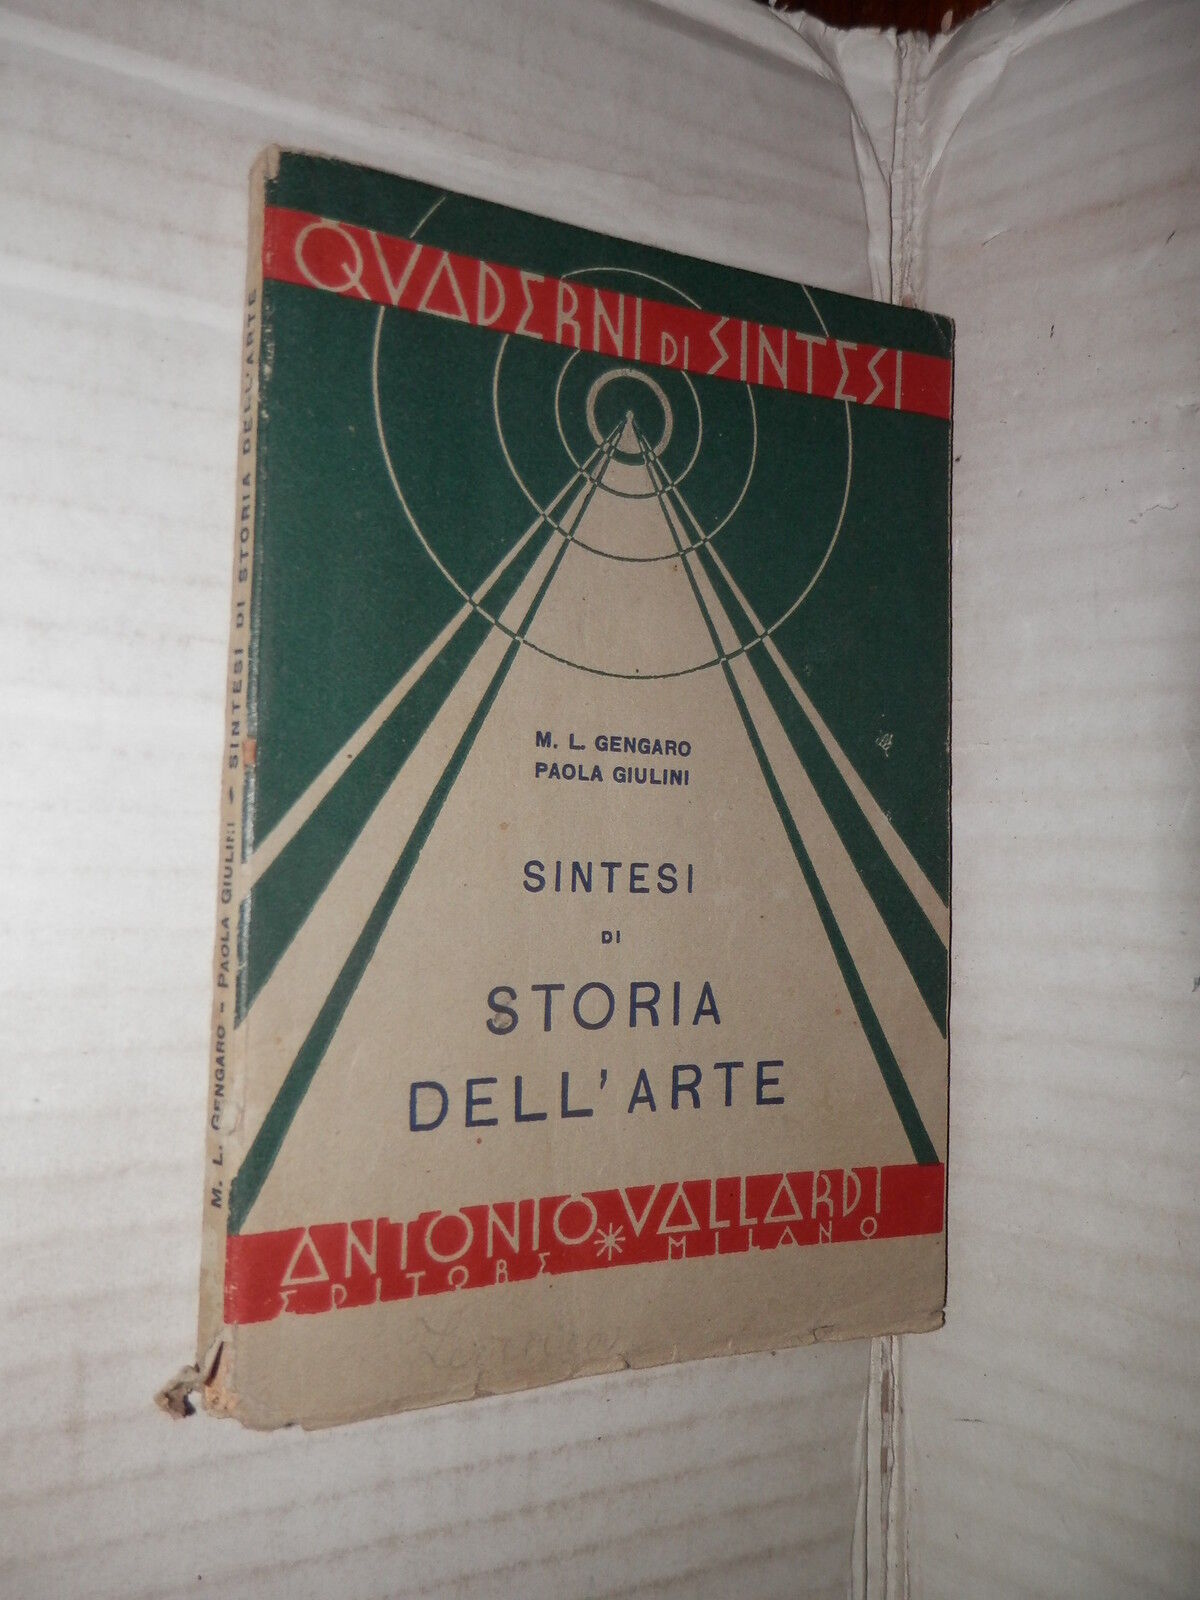 QVADERNI DI SINTESI
M. L. GENGARO
PAOLA GIULINI
SINTESI
DI
STORIA
DELL'ARTE
ANTONIO VALLARDI
EDITORE MILANO
M. L. GENGARO - PAOLA GIULINI - SINTESI DI STORIA DELL'ARTE